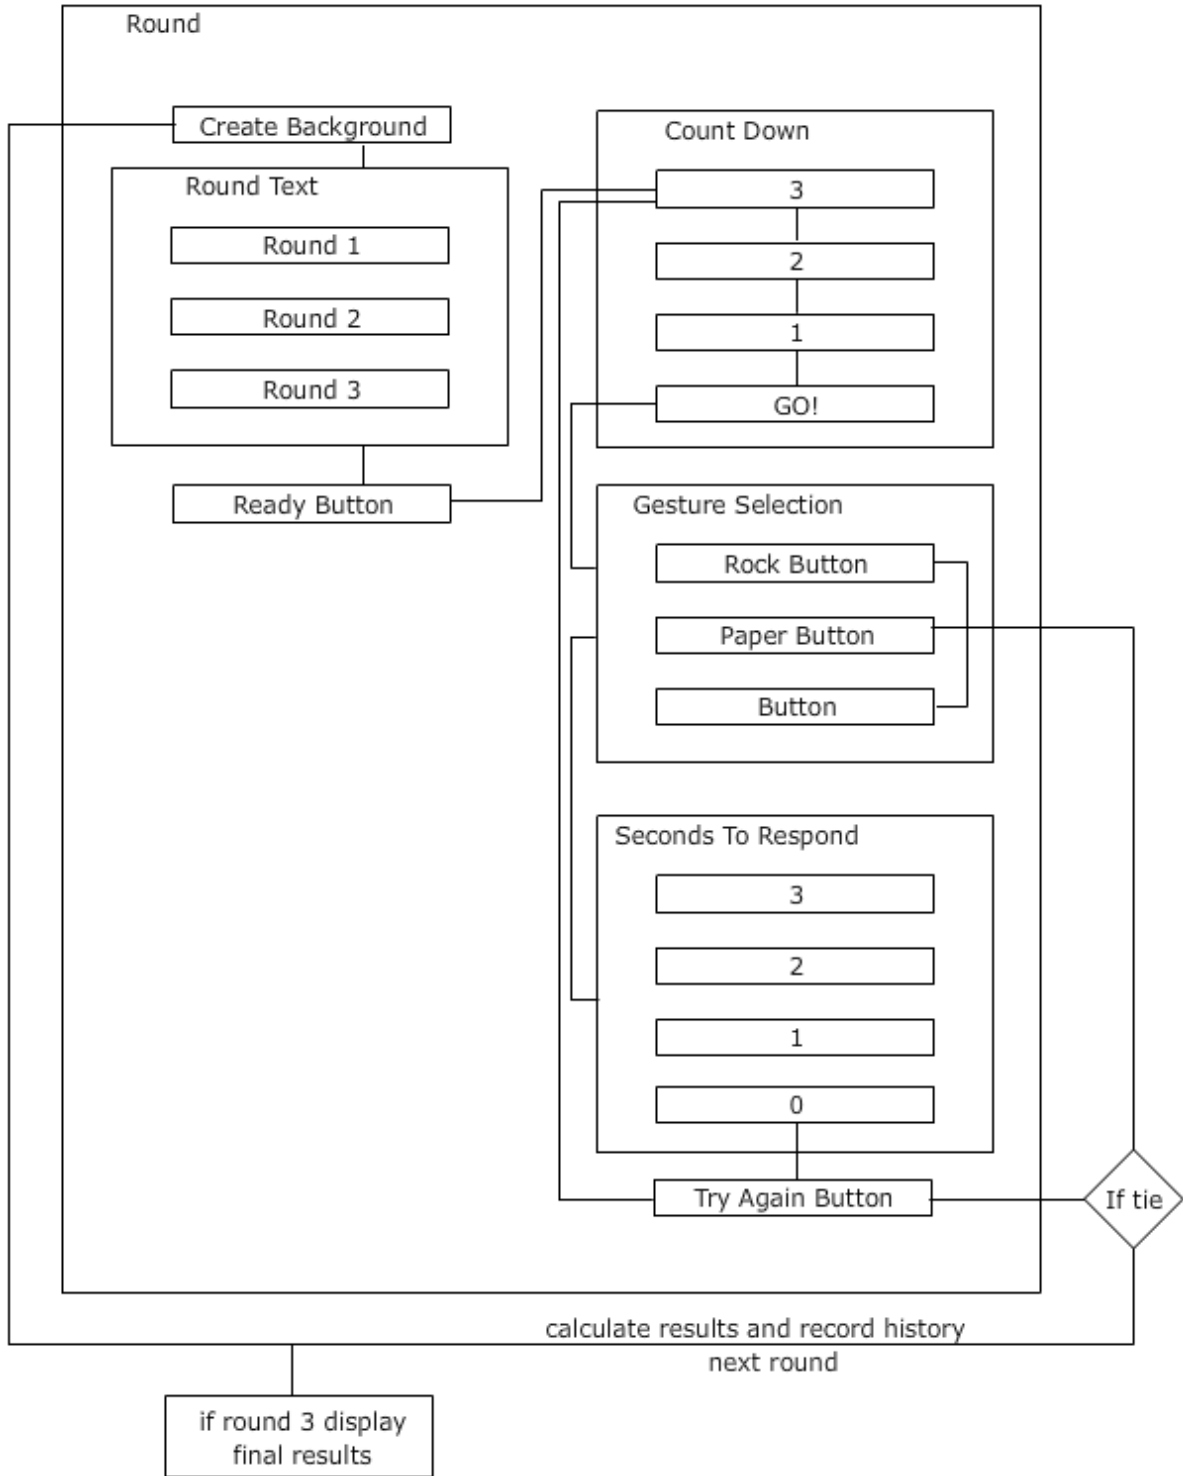 Round
Create Background
Round Text
Round 1
Round 2
Round 3
Ready Button
Count Down
3
2
1
GO!
Gesture Selection
Rock Button
Paper Button
Button
Seconds To Respond
3
2
1
0
Try Again Button
If tie
calculate results and record history
next round
if round 3 display
final results